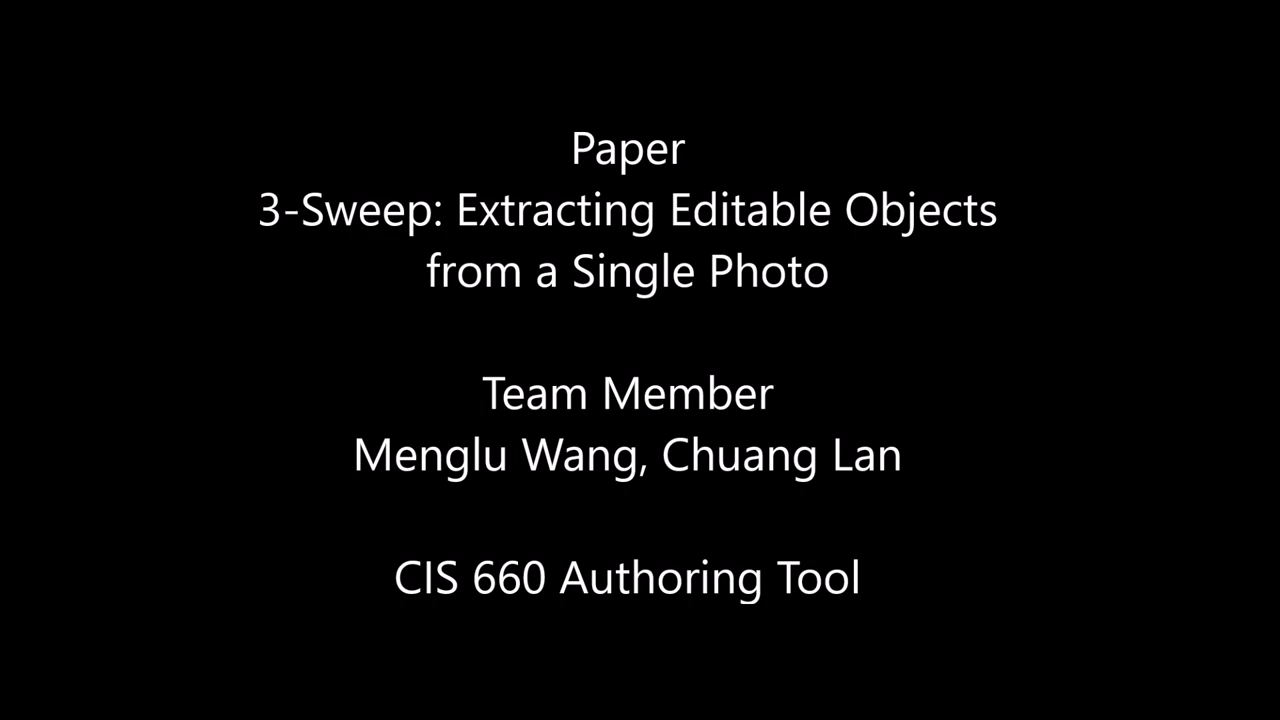 Paper
3-Sweep: Extracting Editable Objects
from a Single Photo
Team Member
Menglu Wang, Chuang Lan
CIS 660 Authoring Tool